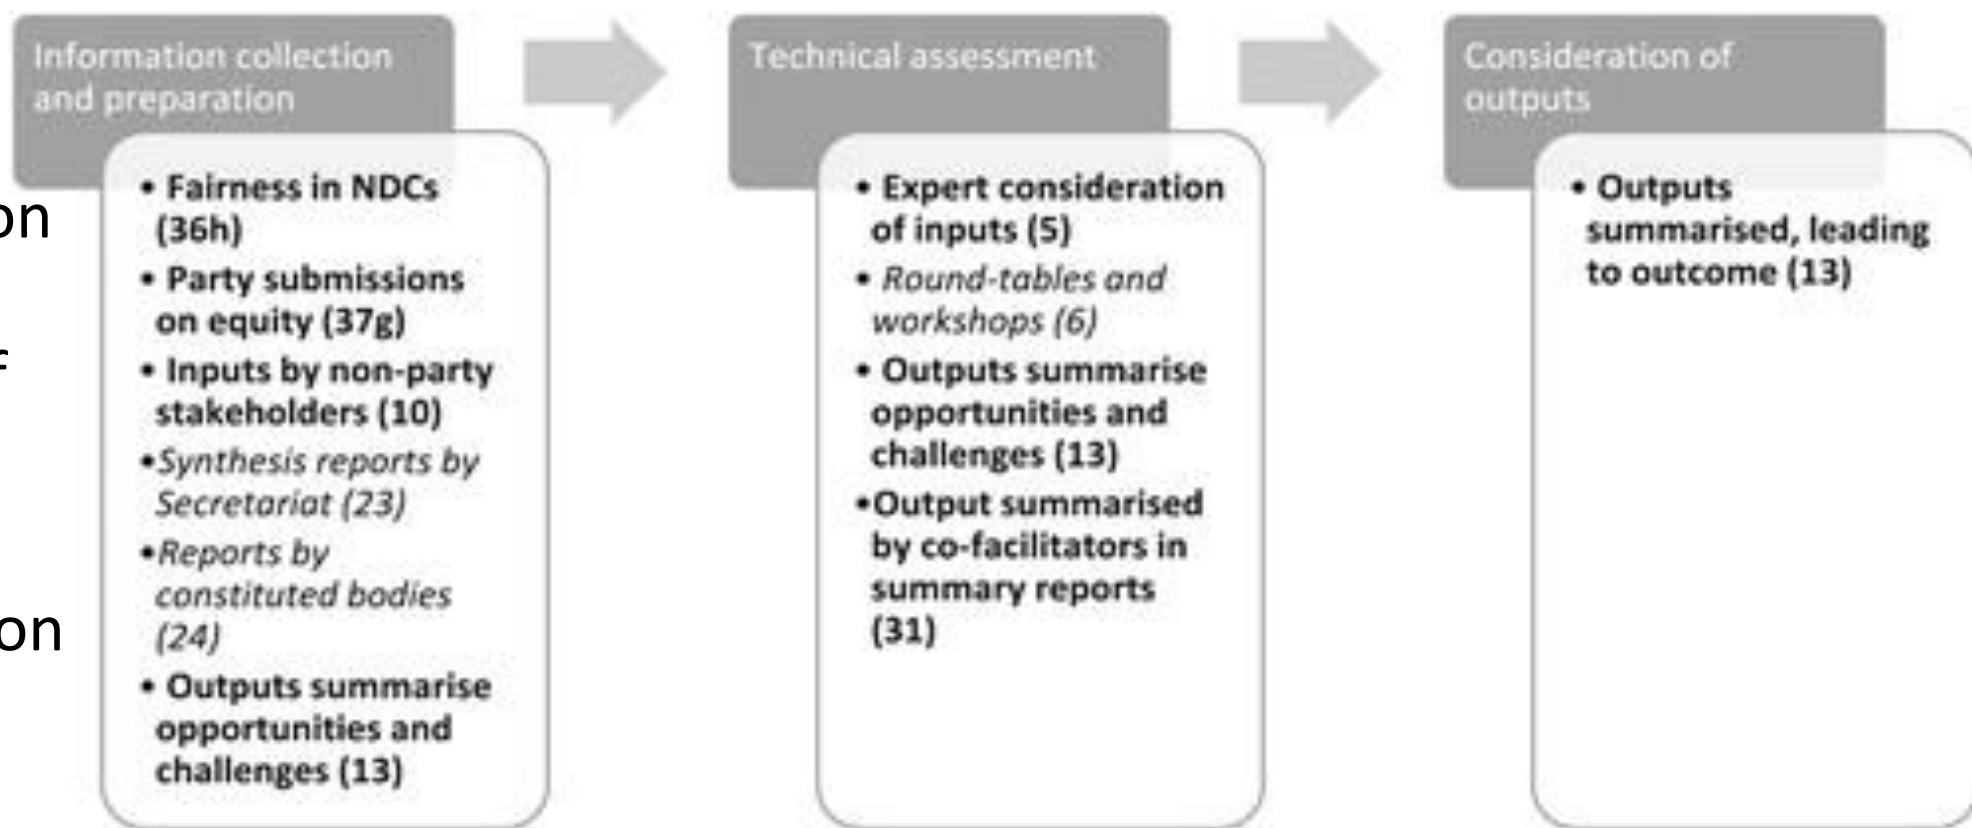 on
f
on
Information collection
and preparation
• Fairness in NDCs
(36h)
• Party submissions
on equity (37g)
• Inputs by non-party
stakeholders (10)
•Synthesis reports by
Secretariat (23)
•Reports by
constituted bodies
(24)
• Outputs summarise
opportunities and
challenges (13)
Technical assessment
• Expert consideration
of inputs (5)
• Round-tables and
workshops (6)
• Outputs summarise
opportunities and
challenges (13)
•Output summarised
by co-facilitators in
summary reports
(31)
Consideration of
outputs
• Outputs
summarised, leading
to outcome (13)